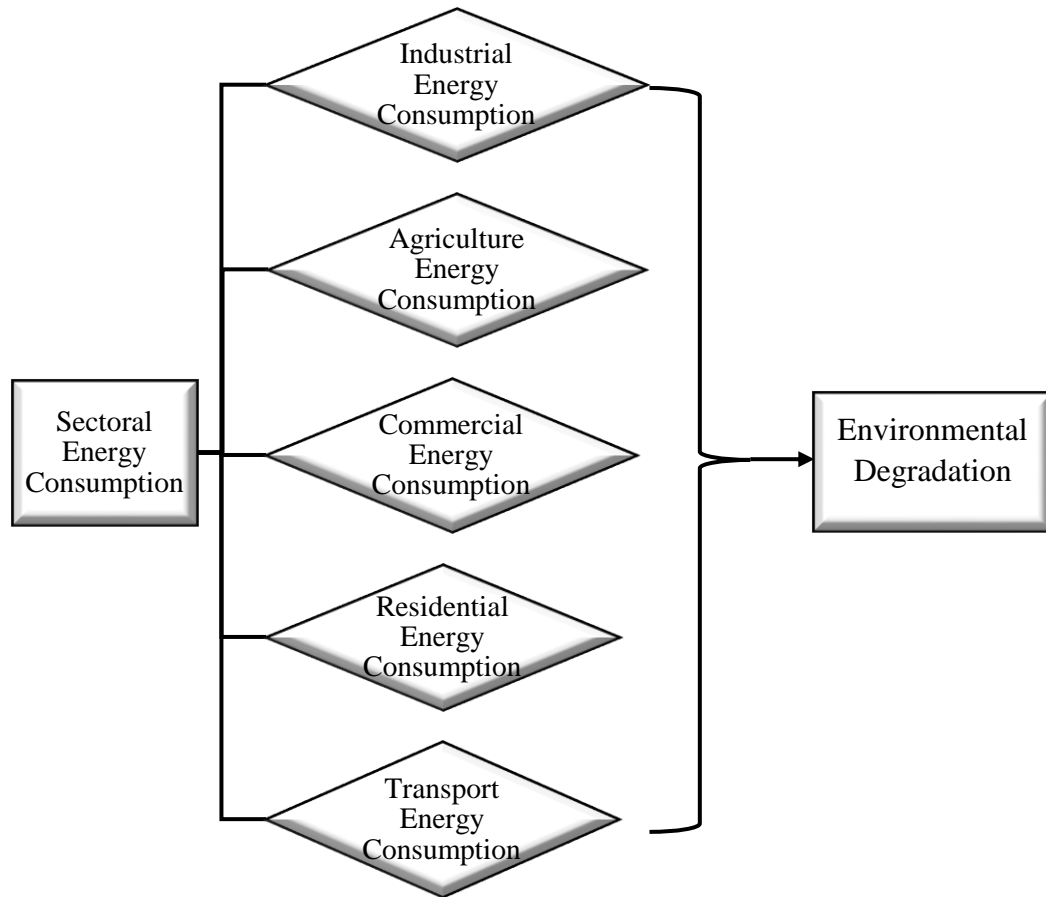 Industrial
Energy
Consumption
Agriculture
Energy
Consumption
Sectoral
Energy
Consumption
Commercial
Energy
Consumption
Environmental
Degradation
Residential
Energy
Consumption
Transport
Energy
Consumption